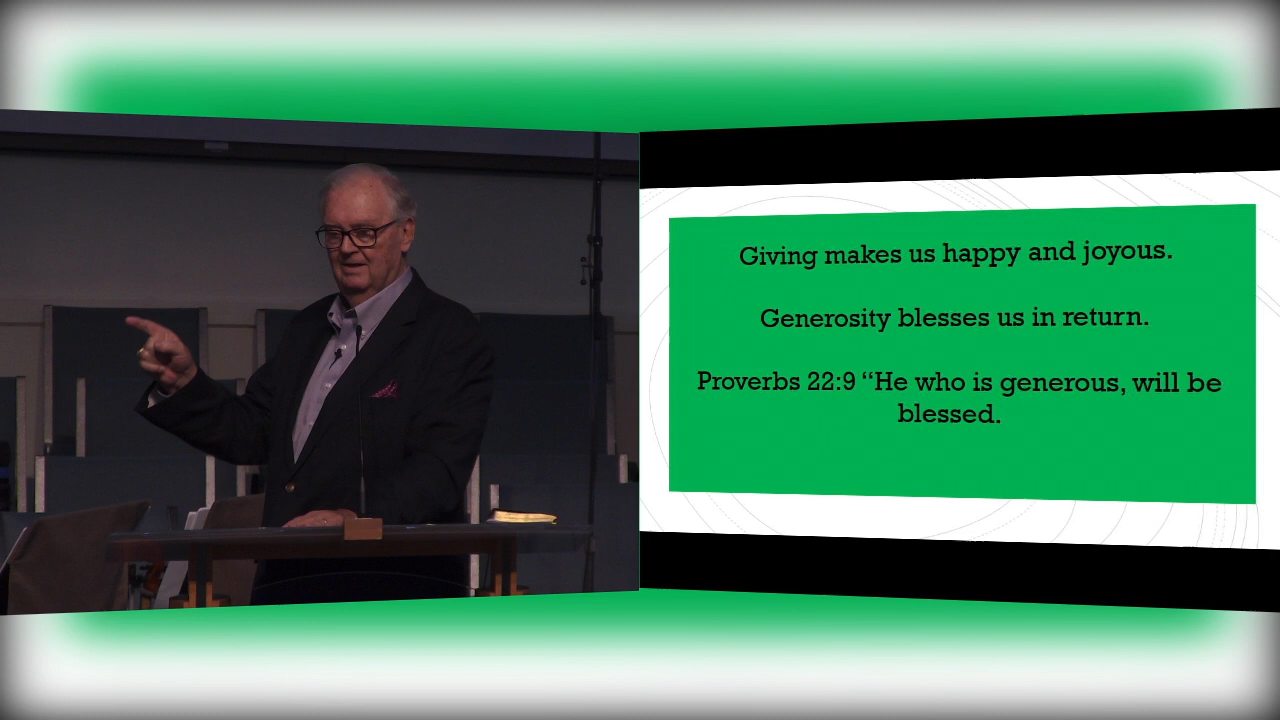 Giving makes us happy and joyous.
Generosity blesses us in return.
Proverbs 22:9 “He who is generous, will be
blessed.